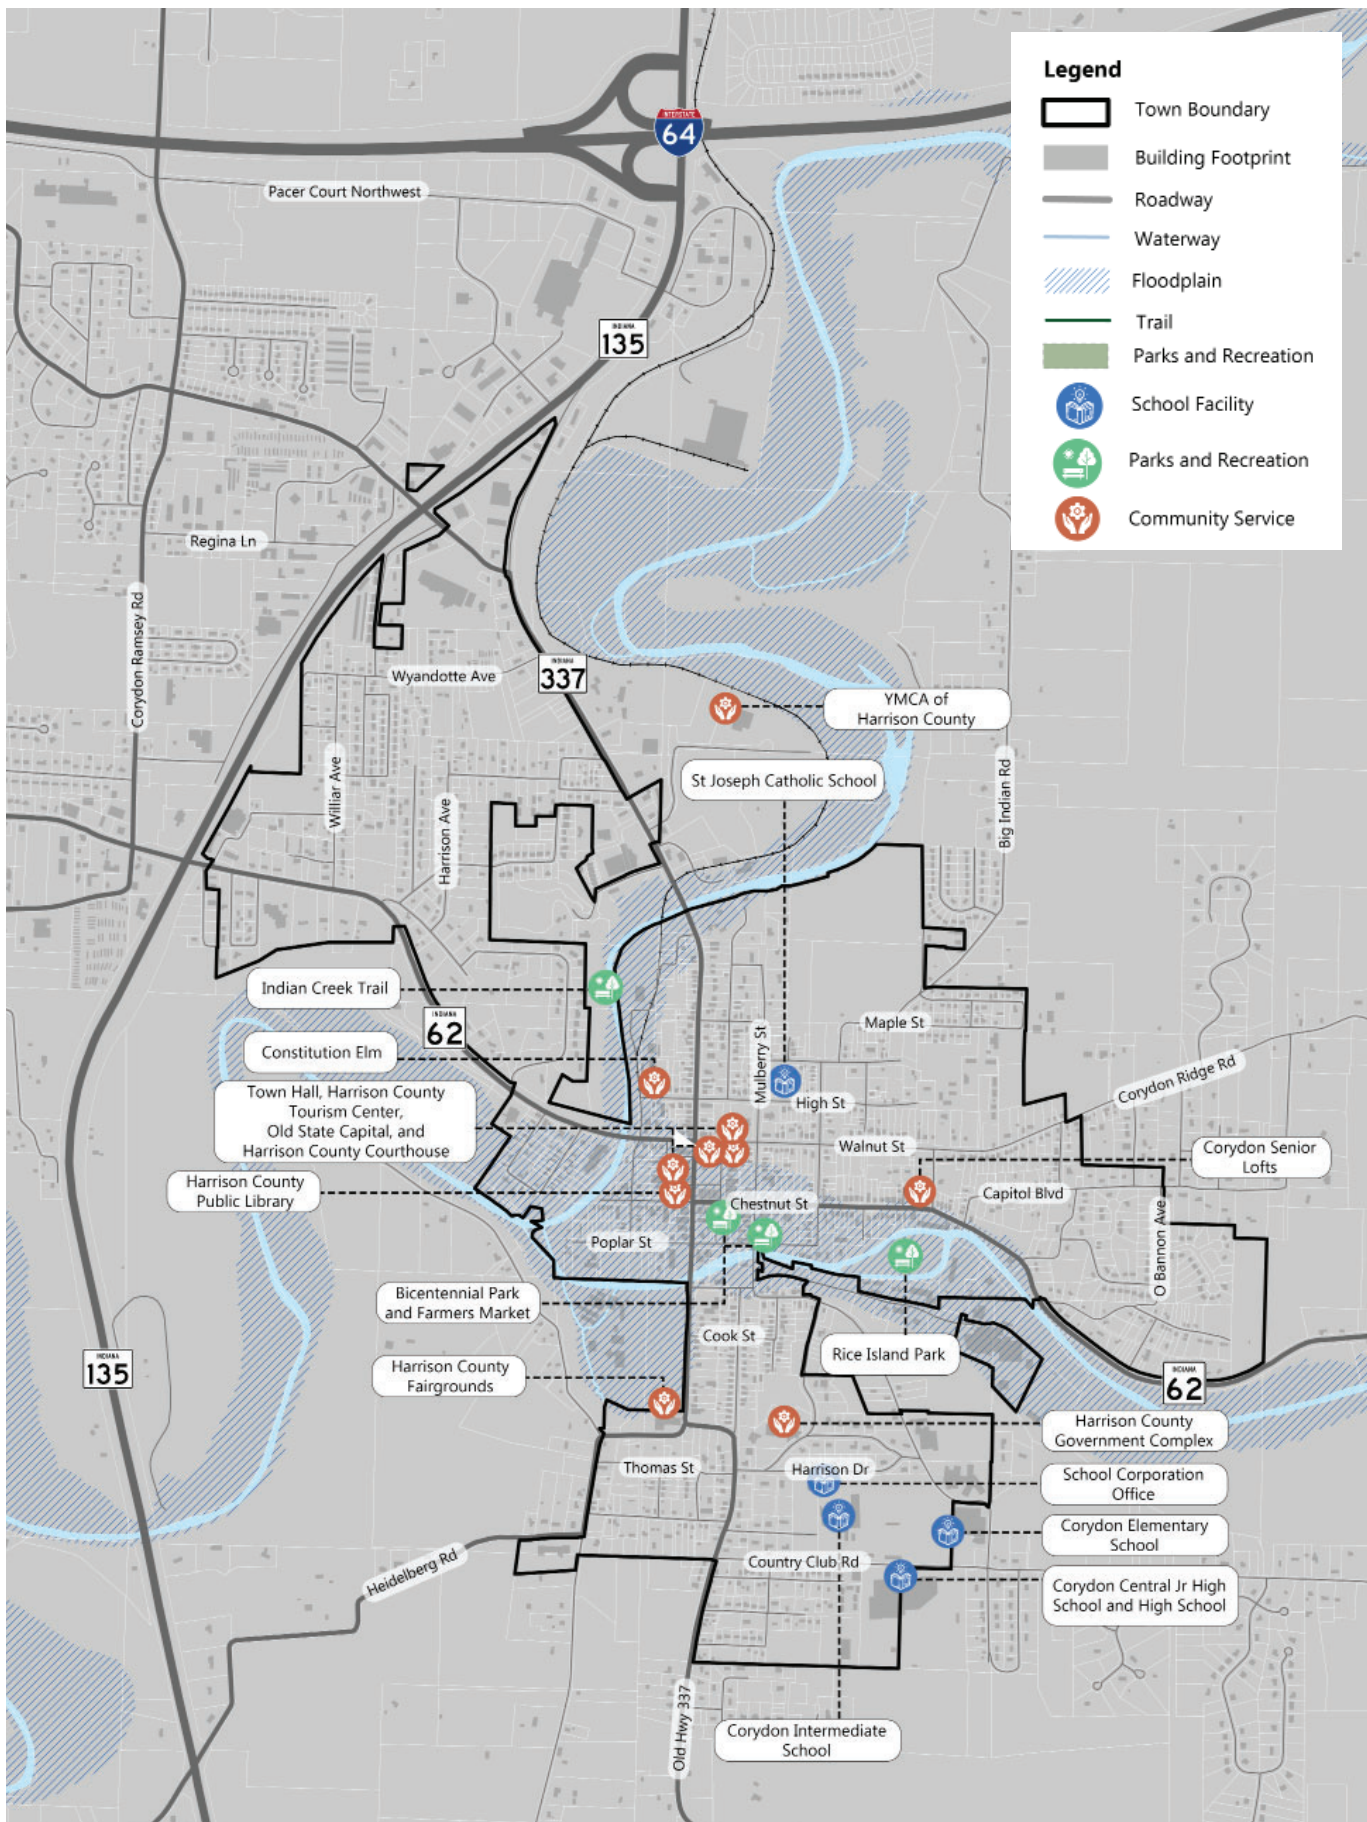 Legend
Town Boundary
Building Footprint
Roadway
Waterway
Floodplain
Trail
Parks and Recreation
School Facility
Parks and Recreation
Community Service
INTERSTATE
64
Pacer Court Northwest
INDIANA
135
Regina Ln
Corydon Ramsey Rd
Wyandotte Ave
INDIANA
337
YMCA of
Harrison County
St Joseph Catholic School
Big Indian Rd
Williar Ave
Harrison Ave
Indian Creek Trail
INDIANA
62
Maple St
Mulberry St
Constitution Elm
Corydon Ridge Rd
High St
Town Hall, Harrison County
Tourism Center,
Old State Capital, and
Harrison County Courthouse
Walnut St
Corydon Senior
Lofts
Harrison County
Public Library
Capitol Blvd
Chestnut St
O Bannon Ave
Poplar St
Bicentennial Park
and Farmers Market
Cook St
Rice Island Park
INDIANA
135
Harrison County
Fairgrounds
INDIANA
62
Harrison County
Government Complex
Thomas St
Harrison Dr
School Corporation
Office
Corydon Elementary
School
Heidelberg Rd
Country Club Rd
Corydon Central Jr High
School and High School
Old Hwy 337
Corydon Intermediate
School